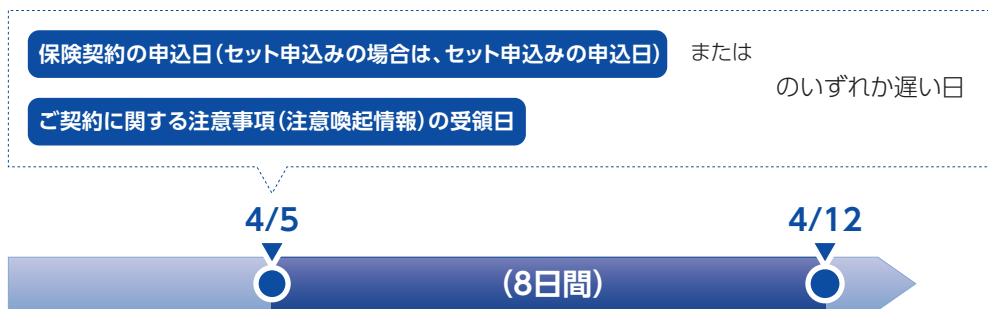 保険契約の申込日（セット申込みの場合は、セット申込みの申込日） または
のいずれか遅い日
ご契約に関する注意事項（注意喚起情報）の受領日
4/5 4/12
（8日間）